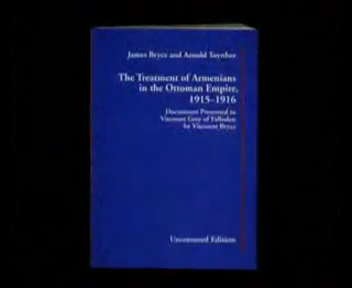 James Bryce and Arnold Toynbee
The Treatment of Armenians
in the Ottoman Empire,
1915–1916
Documents Presented to
Viscount Grey of Fallodon
by Viscount Bryce
Uncensored Edition